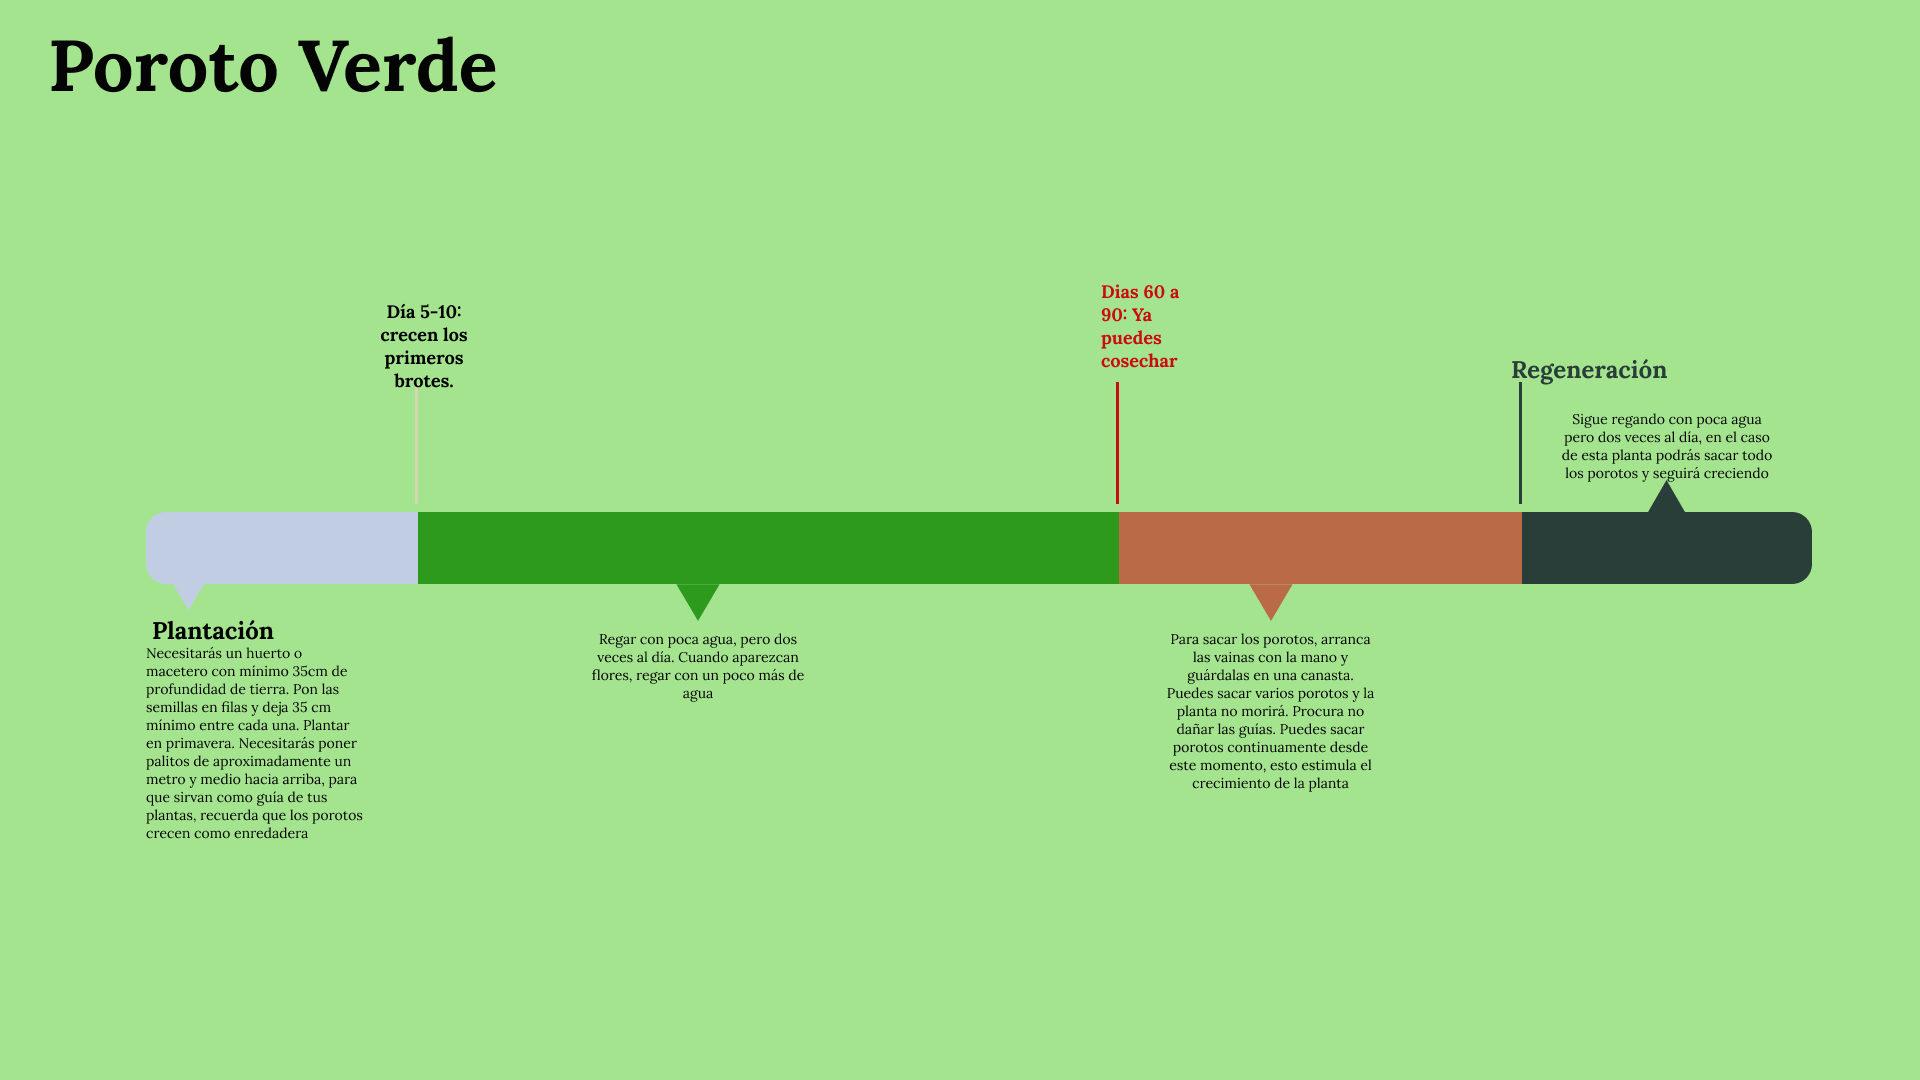 Poroto Verde
Día 5-10:
crecen los
primeros
brotes.
Dias 60 a
90: Ya
puedes
cosechar
Regeneración
Sigue regando con poca agua
pero dos veces al día, en el caso
de esta planta podrás sacar todo
los porotos y seguirá creciendo
Plantación
Necesitarás un huerto o
macetero con mínimo 35cm de
profundidad de tierra. Pon las
semillas en filas y deja 35 cm
mínimo entre cada una. Plantar
en primavera. Necesitarás poner
palitos de aproximadamente un
metro y medio hacia arriba, para
que sirvan como guía de tus
plantas, recuerda que los porotos
crecen como enredadera
Regar con poca agua, pero dos
veces al día. Cuando aparezcan
flores, regar con un poco más de
agua
Para sacar los porotos, arranca
las vainas con la mano y
guárdalas en una canasta.
Puedes sacar varios porotos y la
planta no morirá. Procura no
dañar las guías. Puedes sacar
porotos continuamente desde
este momento, esto estimula el
crecimiento de la planta